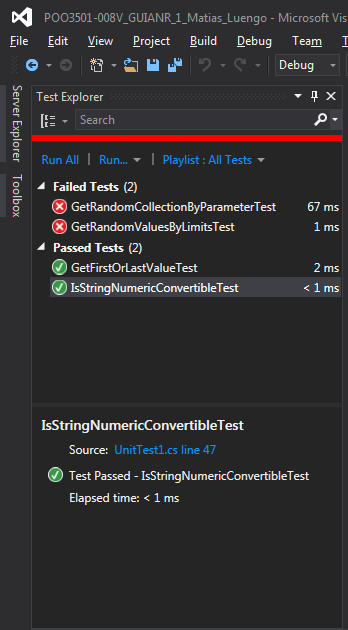 POO3501-008V_GUIANR_1_Matias_Luengo - Microsoft Vis
File Edit View Project Build Debug Team T
Debug
Server Explorer
Toolbox
Test Explorer
Search
Run All | Run... | Playlist : All Tests
Failed Tests (2)
GetRandomCollectionByParameterTest 67 ms
GetRandomValuesByLimitsTest 1 ms
Passed Tests (2)
GetFirstOrLastValueTest 2 ms
IsStringNumericConvertibleTest < 1 ms
IsStringNumericConvertibleTest
Source: UnitTest1.cs line 47
Test Passed - IsStringNumericConvertibleTest
Elapsed time: < 1 ms